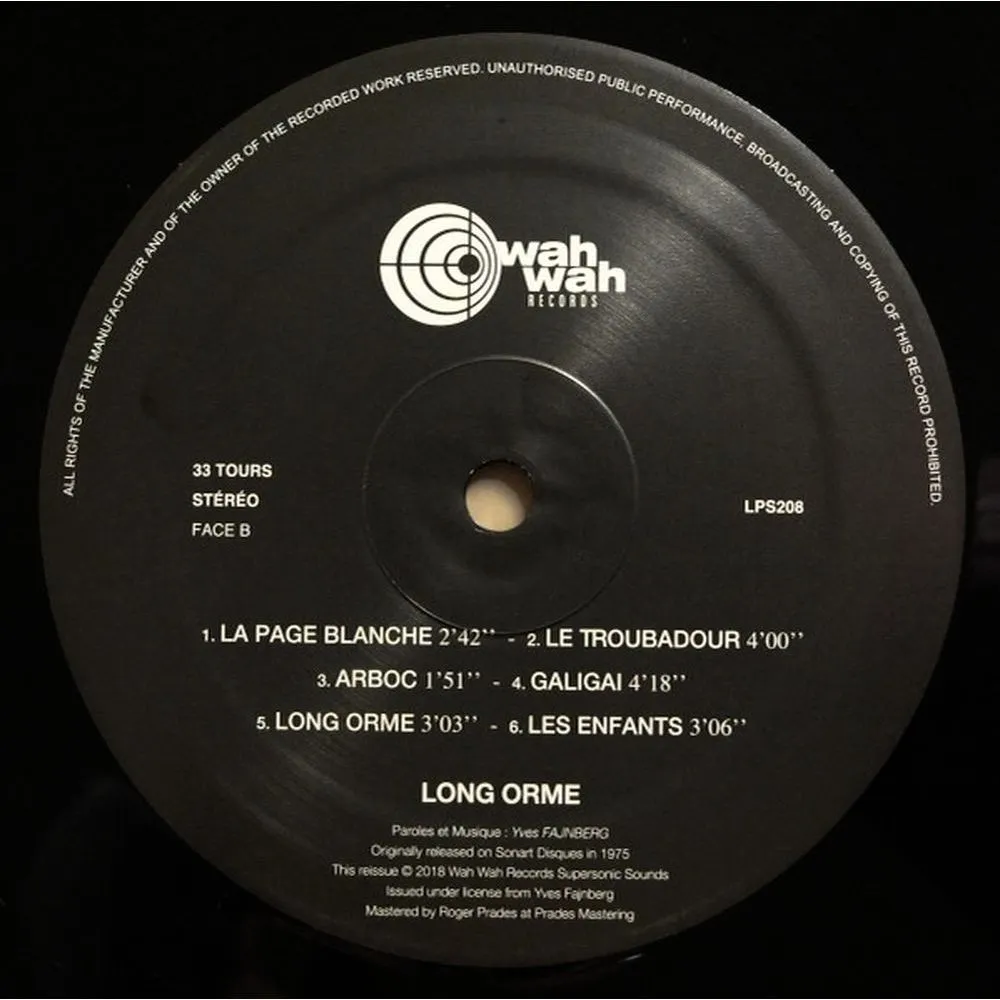 ALL RIGHTS OF THE MANUFACTURER AND OF THE OWNER OF THE RECORDED WORK RESERVED. UNAUTHORISED PUBLIC PERFORMANCE, BROADCASTING AND COPYING OF THIS RECORD PROHIBITED.
wah
wah
RECORDS
33 TOURS
STÉRÉO
FACE B
LPS208
1. LA PAGE BLANCHE 2'42'' - 2. LE TROUBADOUR 4'00''
3. ARBOC 1'51'' - 4. GALIGAI 4'18''
5. LONG ORME 3'03'' - 6. LES ENFANTS 3'06''
LONG ORME
Paroles et Musique : Yves FAJNBERG
Originally released on Sonart Disques in 1975
This reissue © 2018 Wah Wah Records Supersonic Sounds
Issued under license from Yves Fajnberg
Mastered by Roger Prades at Prades Mastering